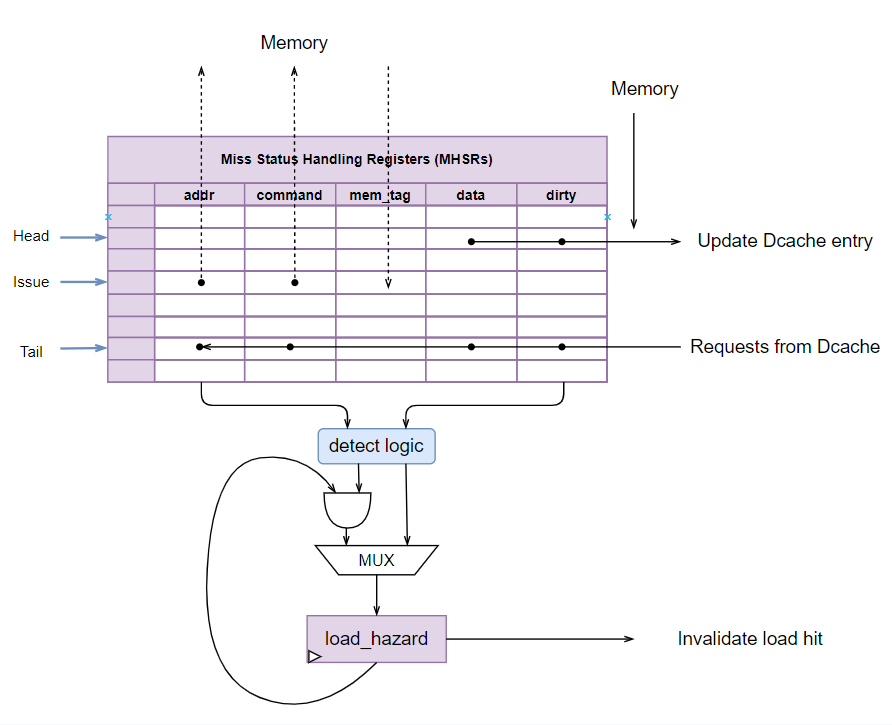 Memory
Memory
Miss Status Handling Registers (MHSRs)
addr command mem_tag data dirty
Head
Update Dcache entry
Issue
Tail
Requests from Dcache
detect logic
MUX
load_hazard
Invalidate load hit